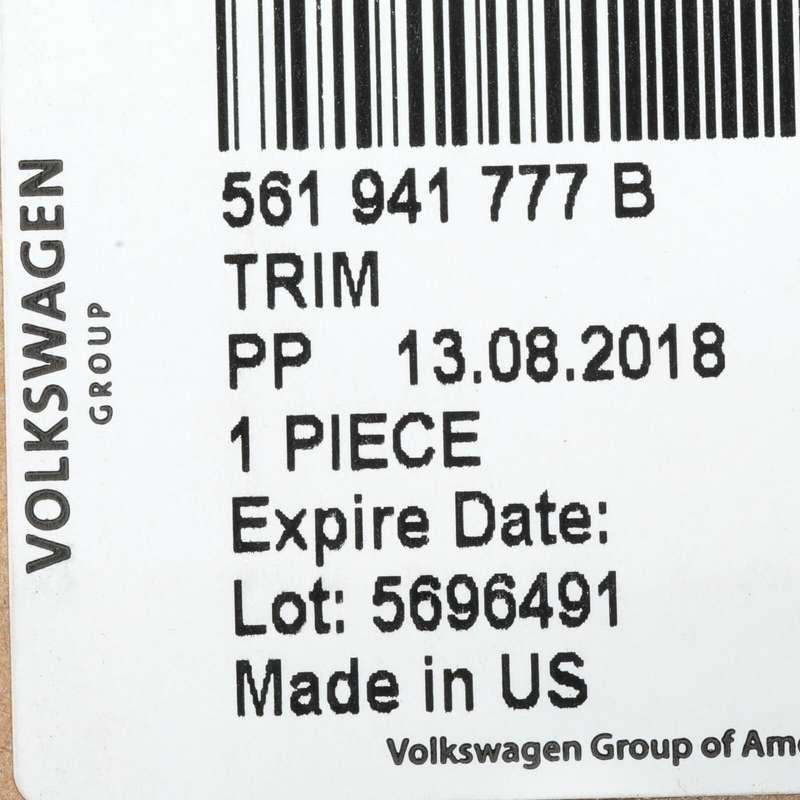 VOLKSWAGEN
GROUP
561 941 777 B
TRIM
PP 13.08.2018
1 PIECE
Expire Date:
Lot: 5696491
Made in US
Volkswagen Group of Ame